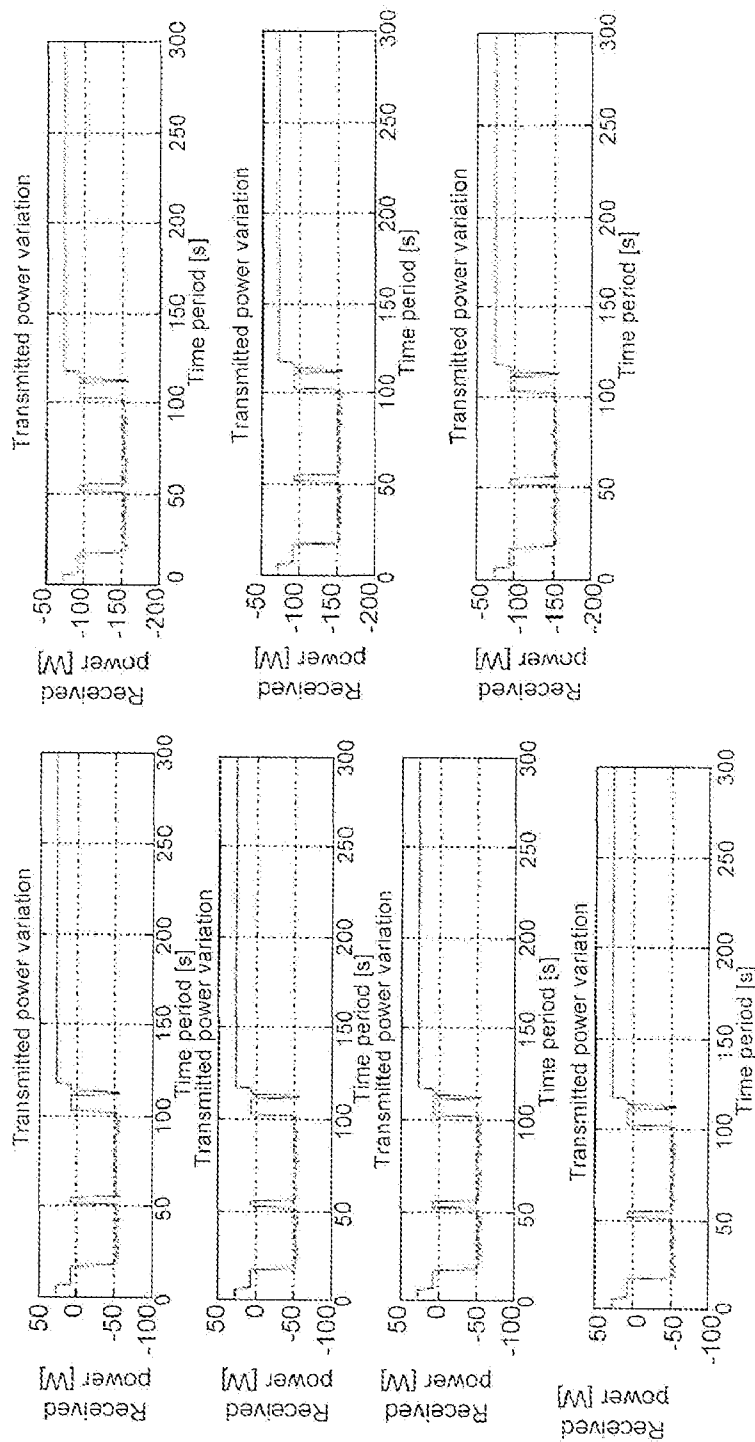 Transmitted power variation
Received
power [W]
50
0
-50
-100
0 50 100 150 200 250 300
Time period [s]
Transmitted power variation
Received
power [W]
50
0
-50
-100
0 50 100 150 200 250 300
Time period [s]
Transmitted power variation
Received
power [W]
50
0
-50
-100
0 50 100 150 200 250 300
Time period [s]
Transmitted power variation
Received
power [W]
50
0
-50
-100
0 50 100 150 200 250 300
Time period [s]
Transmitted power variation
Received
power [W]
-50
-100
-150
-200
0 50 100 150 200 250 300
Time period [s]
Transmitted power variation
Received
power [W]
-50
-100
-150
-200
0 50 100 150 200 250 300
Time period [s]
Transmitted power variation
Received
power [W]
-50
-100
-150
-200
0 50 100 150 200 250 300
Time period [s]